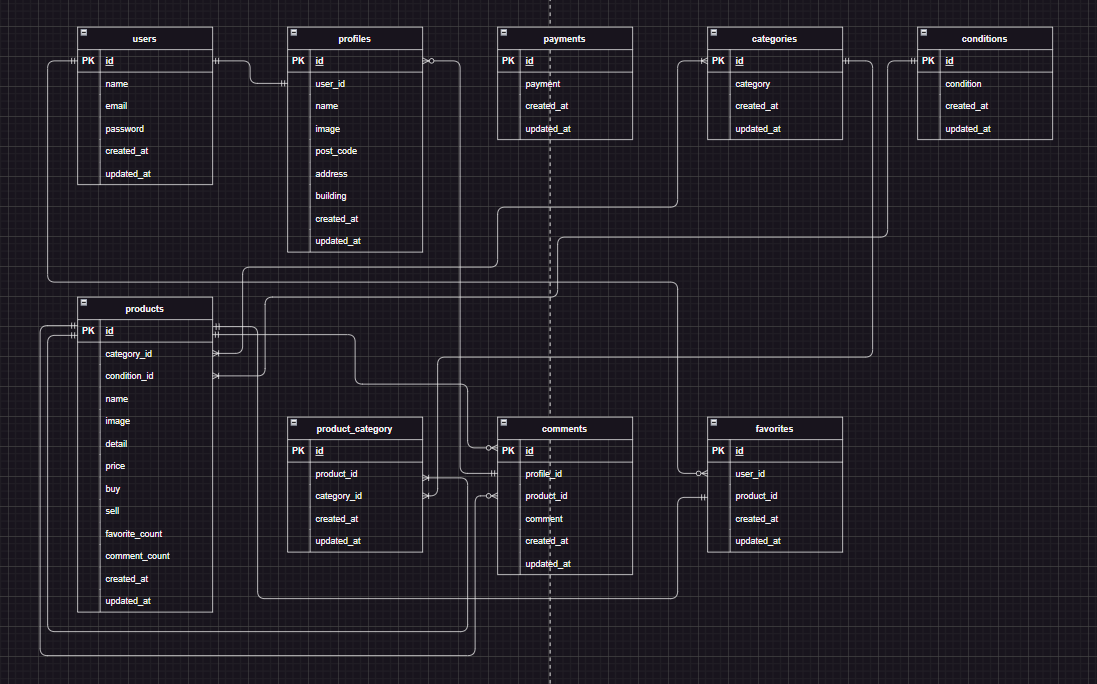 users
PK id
name
email
password
created_at
updated_at
profiles
PK id
user_id
name
image
post_code
address
building
created_at
updated_at
payments
PK id
payment
created_at
updated_at
categories
PK id
category
created_at
updated_at
conditions
PK id
condition
created_at
updated_at
products
PK id
category_id
condition_id
name
image
detail
price
buy
sell
favorite_count
comment_count
created_at
updated_at
product_category
PK id
product_id
category_id
created_at
updated_at
comments
PK id
profile_id
product_id
comment
created_at
updated_at
favorites
PK id
user_id
product_id
created_at
updated_at